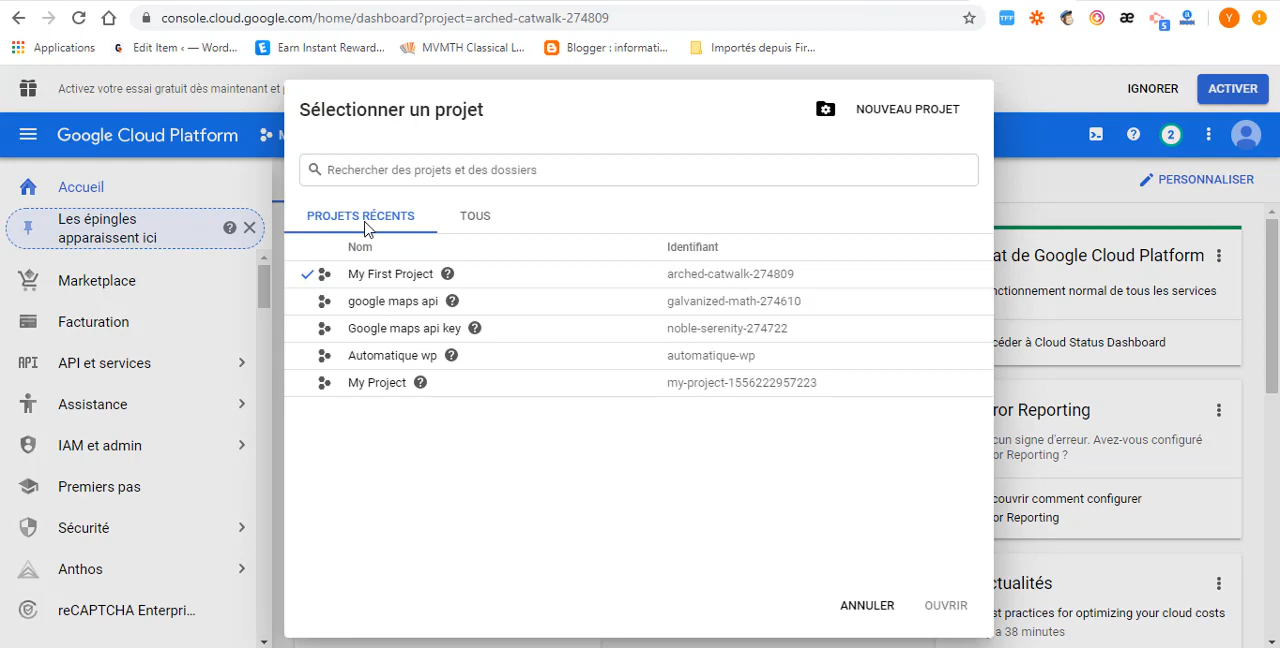 console.cloud.google.com/home/dashboard?project=arched-catwalk-274809
TFF
æ
5
Y
Applications
G Edit Item ‹ — Word...
E Earn Instant Reward...
MVMTH Classical L...
Blogger : informati...
Importés depuis Fir...
Activez votre essai gratuit dès maintenant et
IGNORER
ACTIVER
Google Cloud Platform
2
Sélectionner un projet
NOUVEAU PROJET
Rechercher des projets et des dossiers
PROJETS RÉCENTS
TOUS
Nom
Identifiant
My First Project
arched-catwalk-274809
google maps api
galvanized-math-274610
Google maps api key
noble-serenity-274722
Automatique wp
automatique-wp
My Project
my-project-1556222957223
ANNULER
OUVRIR
Accueil
Les épingles
apparaissent ici
Marketplace
Facturation
API
API et services
Assistance
IAM et admin
Premiers pas
Sécurité
Anthos
reCAPTCHA Enterpri...
PERSONNALISER
at de Google Cloud Platform
nctionnement normal de tous les services
céder à Cloud Status Dashboard
ror Reporting
cun signe d'erreur. Avez-vous configuré
or Reporting ?
couvrir comment configurer
or Reporting
ctualités
st practices for optimizing your cloud costs
a 38 minutes